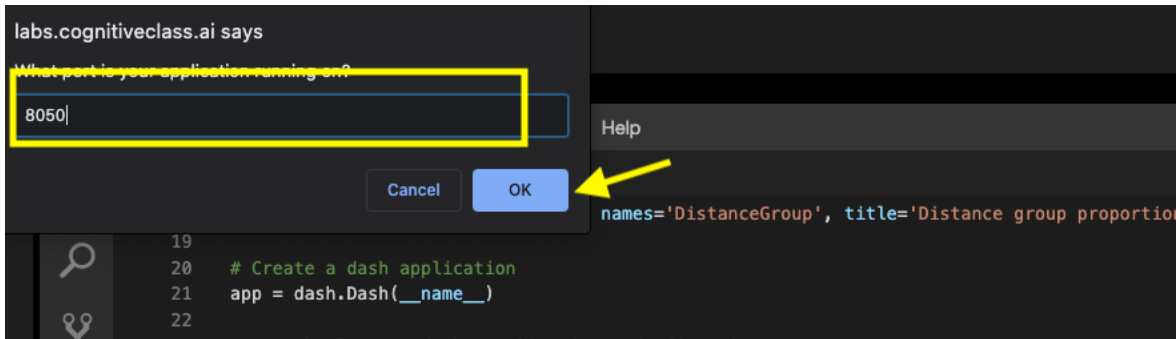 labs.cognitiveclass.ai says
What port is your application running on?
8050
Help
Cancel
OK
names='DistanceGroup', title='Distance group proportion
19
20 # Create a dash application
21 app = dash.Dash(__name__)
22